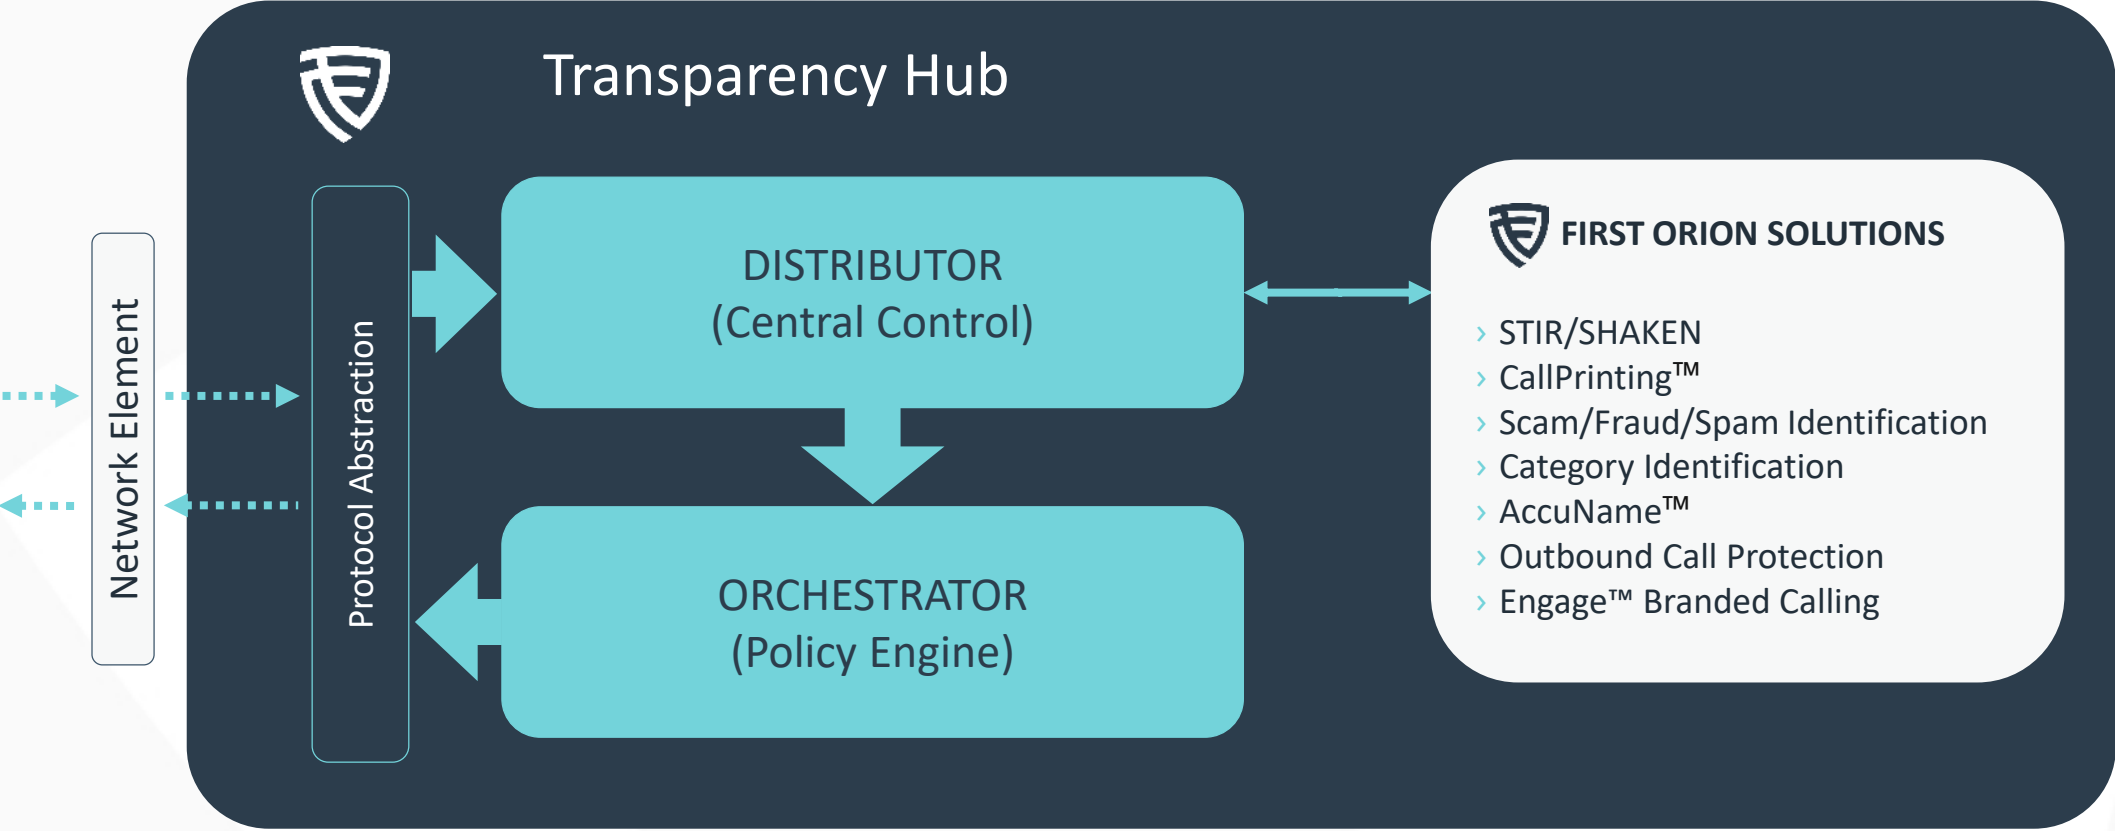 Transparency Hub
Network Element
Protocol Abstraction
DISTRIBUTOR
(Central Control)
ORCHESTRATOR
(Policy Engine)
FIRST ORION SOLUTIONS
› STIR/SHAKEN
› CallPrinting™
› Scam/Fraud/Spam Identification
› Category Identification
› AccuName™
› Outbound Call Protection
› Engage™ Branded Calling